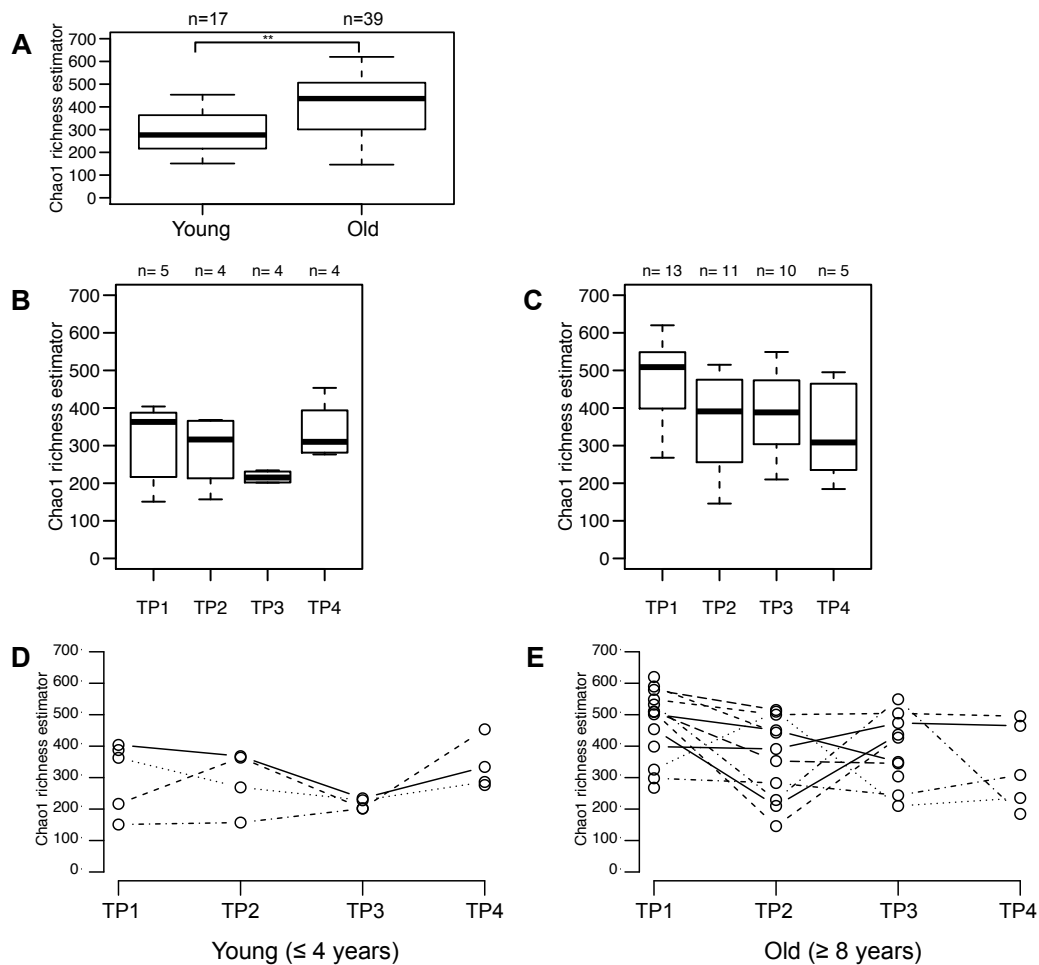 n=17 n=39
A
**
Chao1 richness estimator
700
600
500
400
300
200
100
0
Young Old
B
n= 5 n= 4 n= 4 n= 4
Chao1 richness estimator
700
600
500
400
300
200
100
0
TP1 TP2 TP3 TP4
C
n= 13 n= 11 n= 10 n= 5
Chao1 richness estimator
700
600
500
400
300
200
100
0
TP1 TP2 TP3 TP4
D
Chao1 richness estimator
700
600
500
400
300
200
100
0
TP1 TP2 TP3 TP4
Young (≤ 4 years)
E
Chao1 richness estimator
700
600
500
400
300
200
100
0
TP1 TP2 TP3 TP4
Old (≥ 8 years)